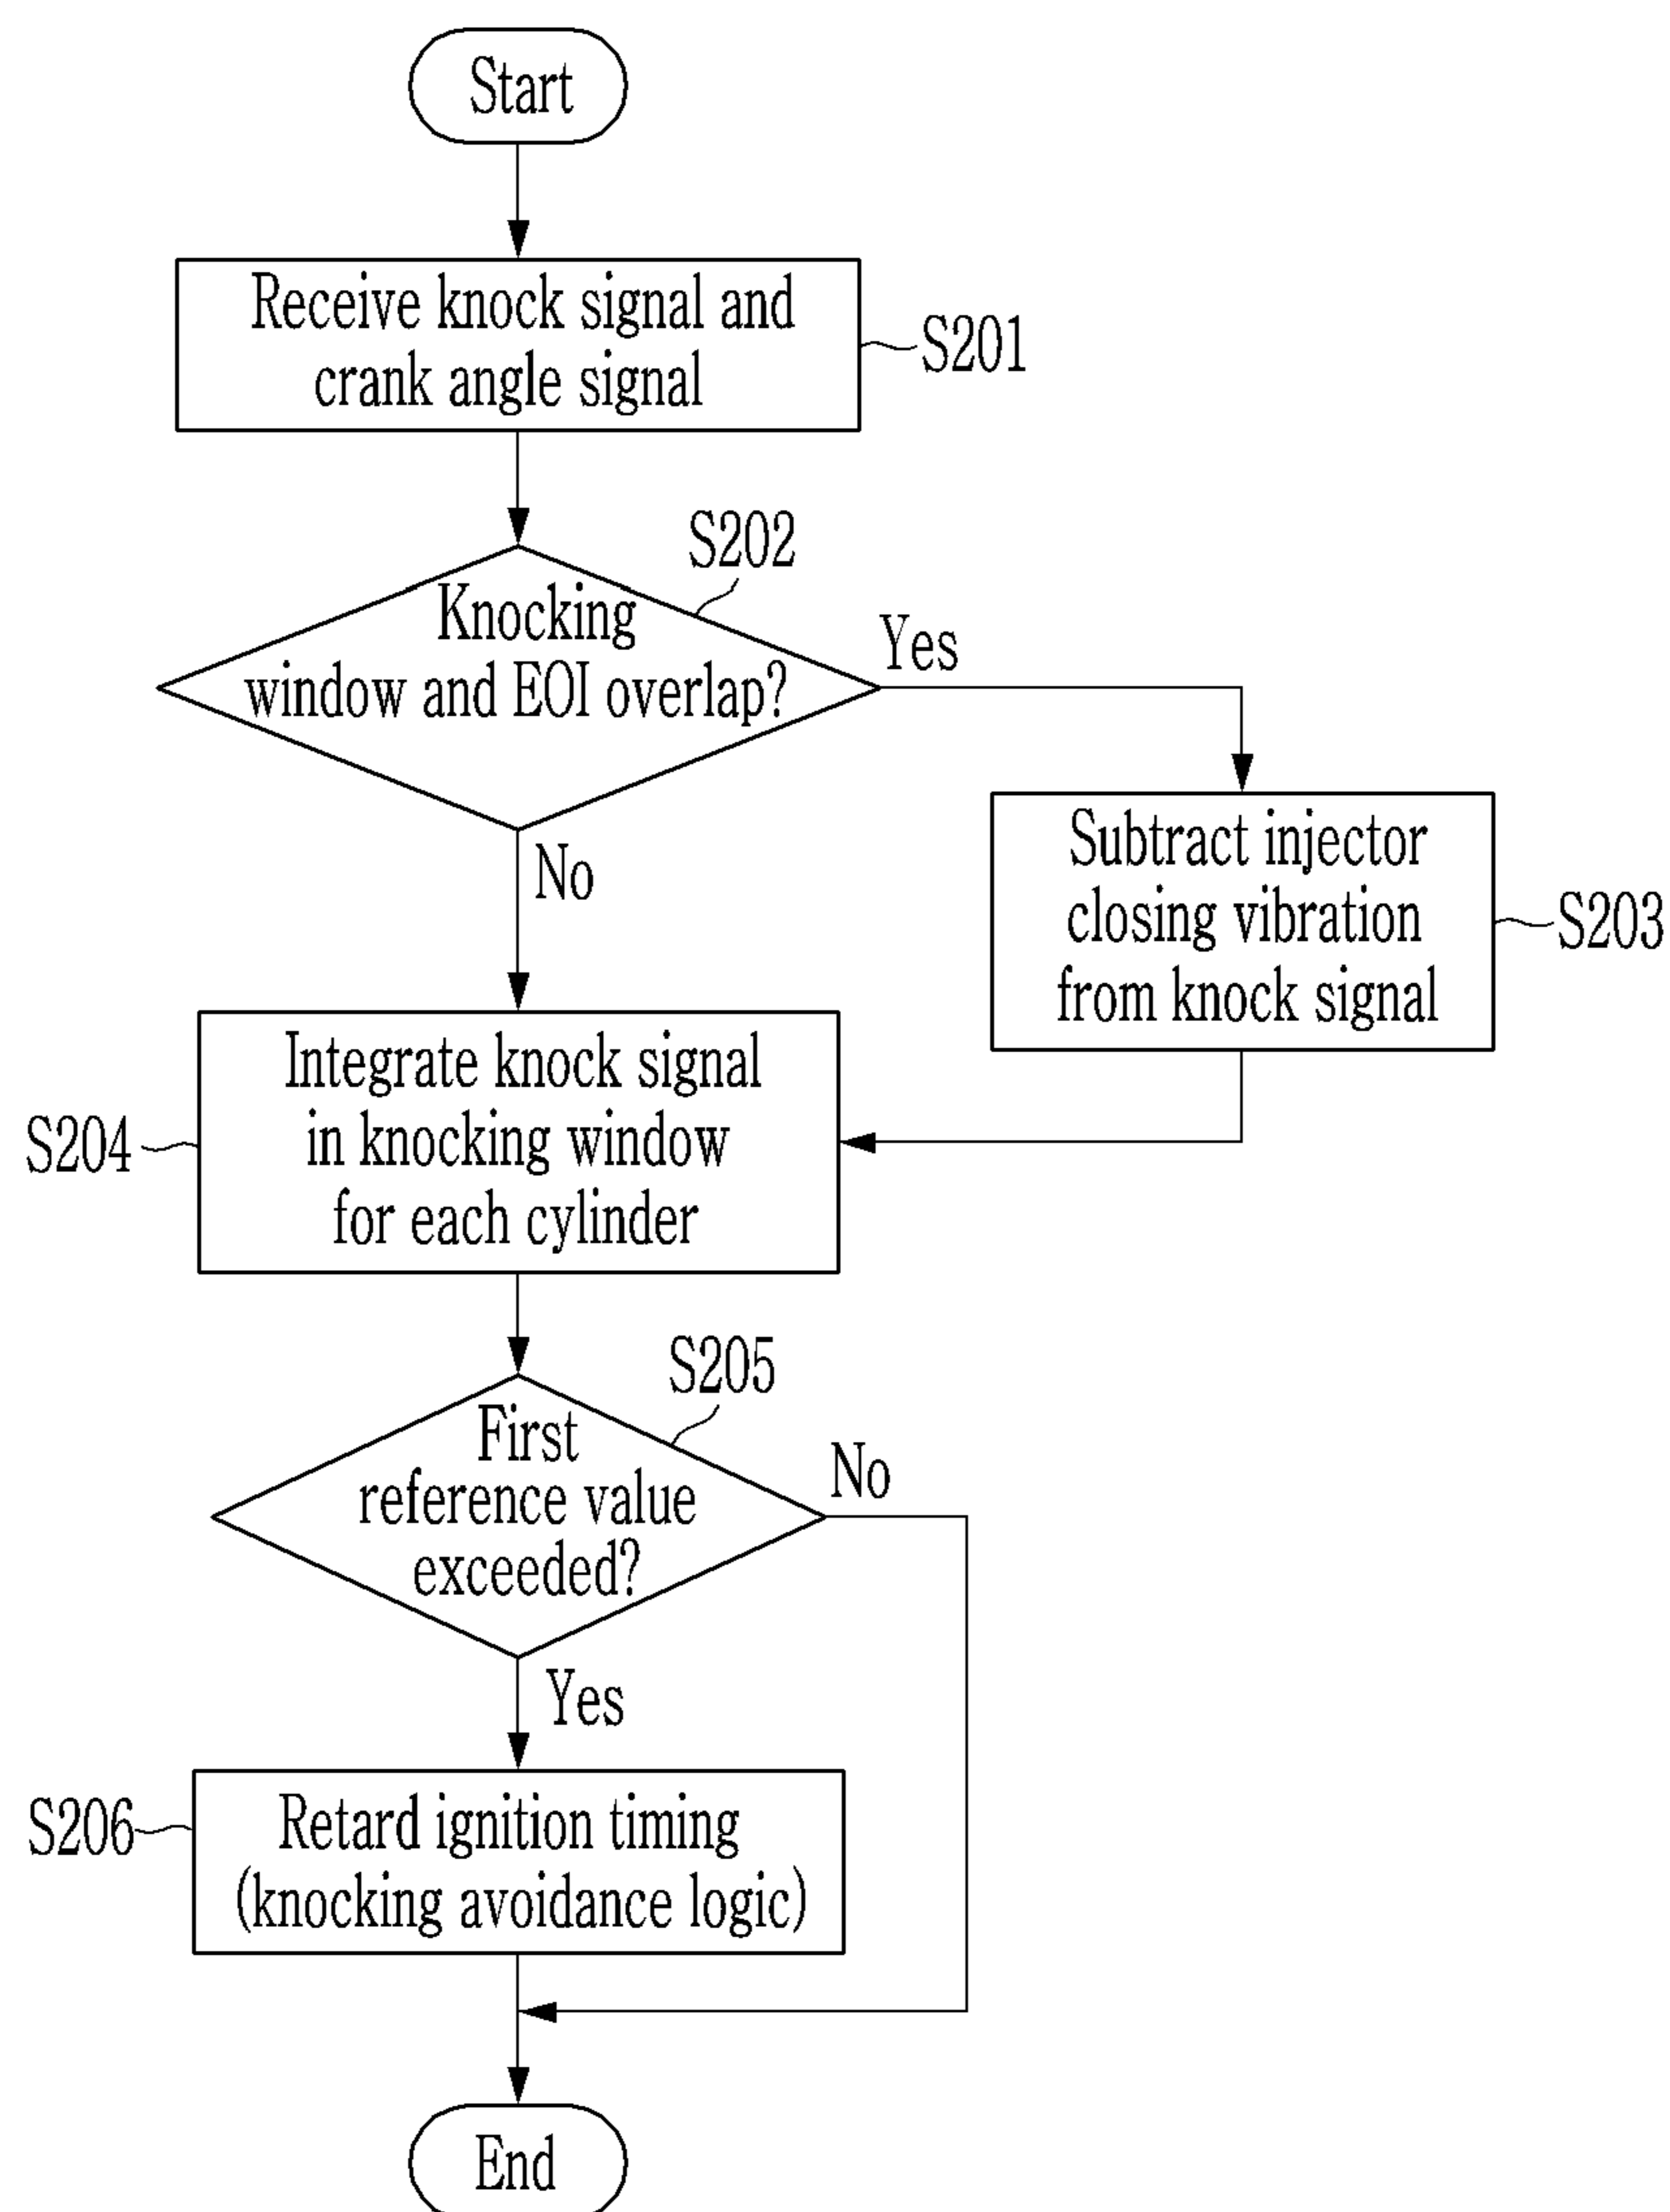 Start
Receive knock signal and
crank angle signal
S201
S202
Knocking
window and EOI overlap?
Yes
No
Subtract injector
closing vibration
from knock signal
S203
Integrate knock signal
in knocking window
for each cylinder
S204
S205
First
reference value
exceeded?
No
Yes
Retard ignition timing
(knocking avoidance logic)
S206
End